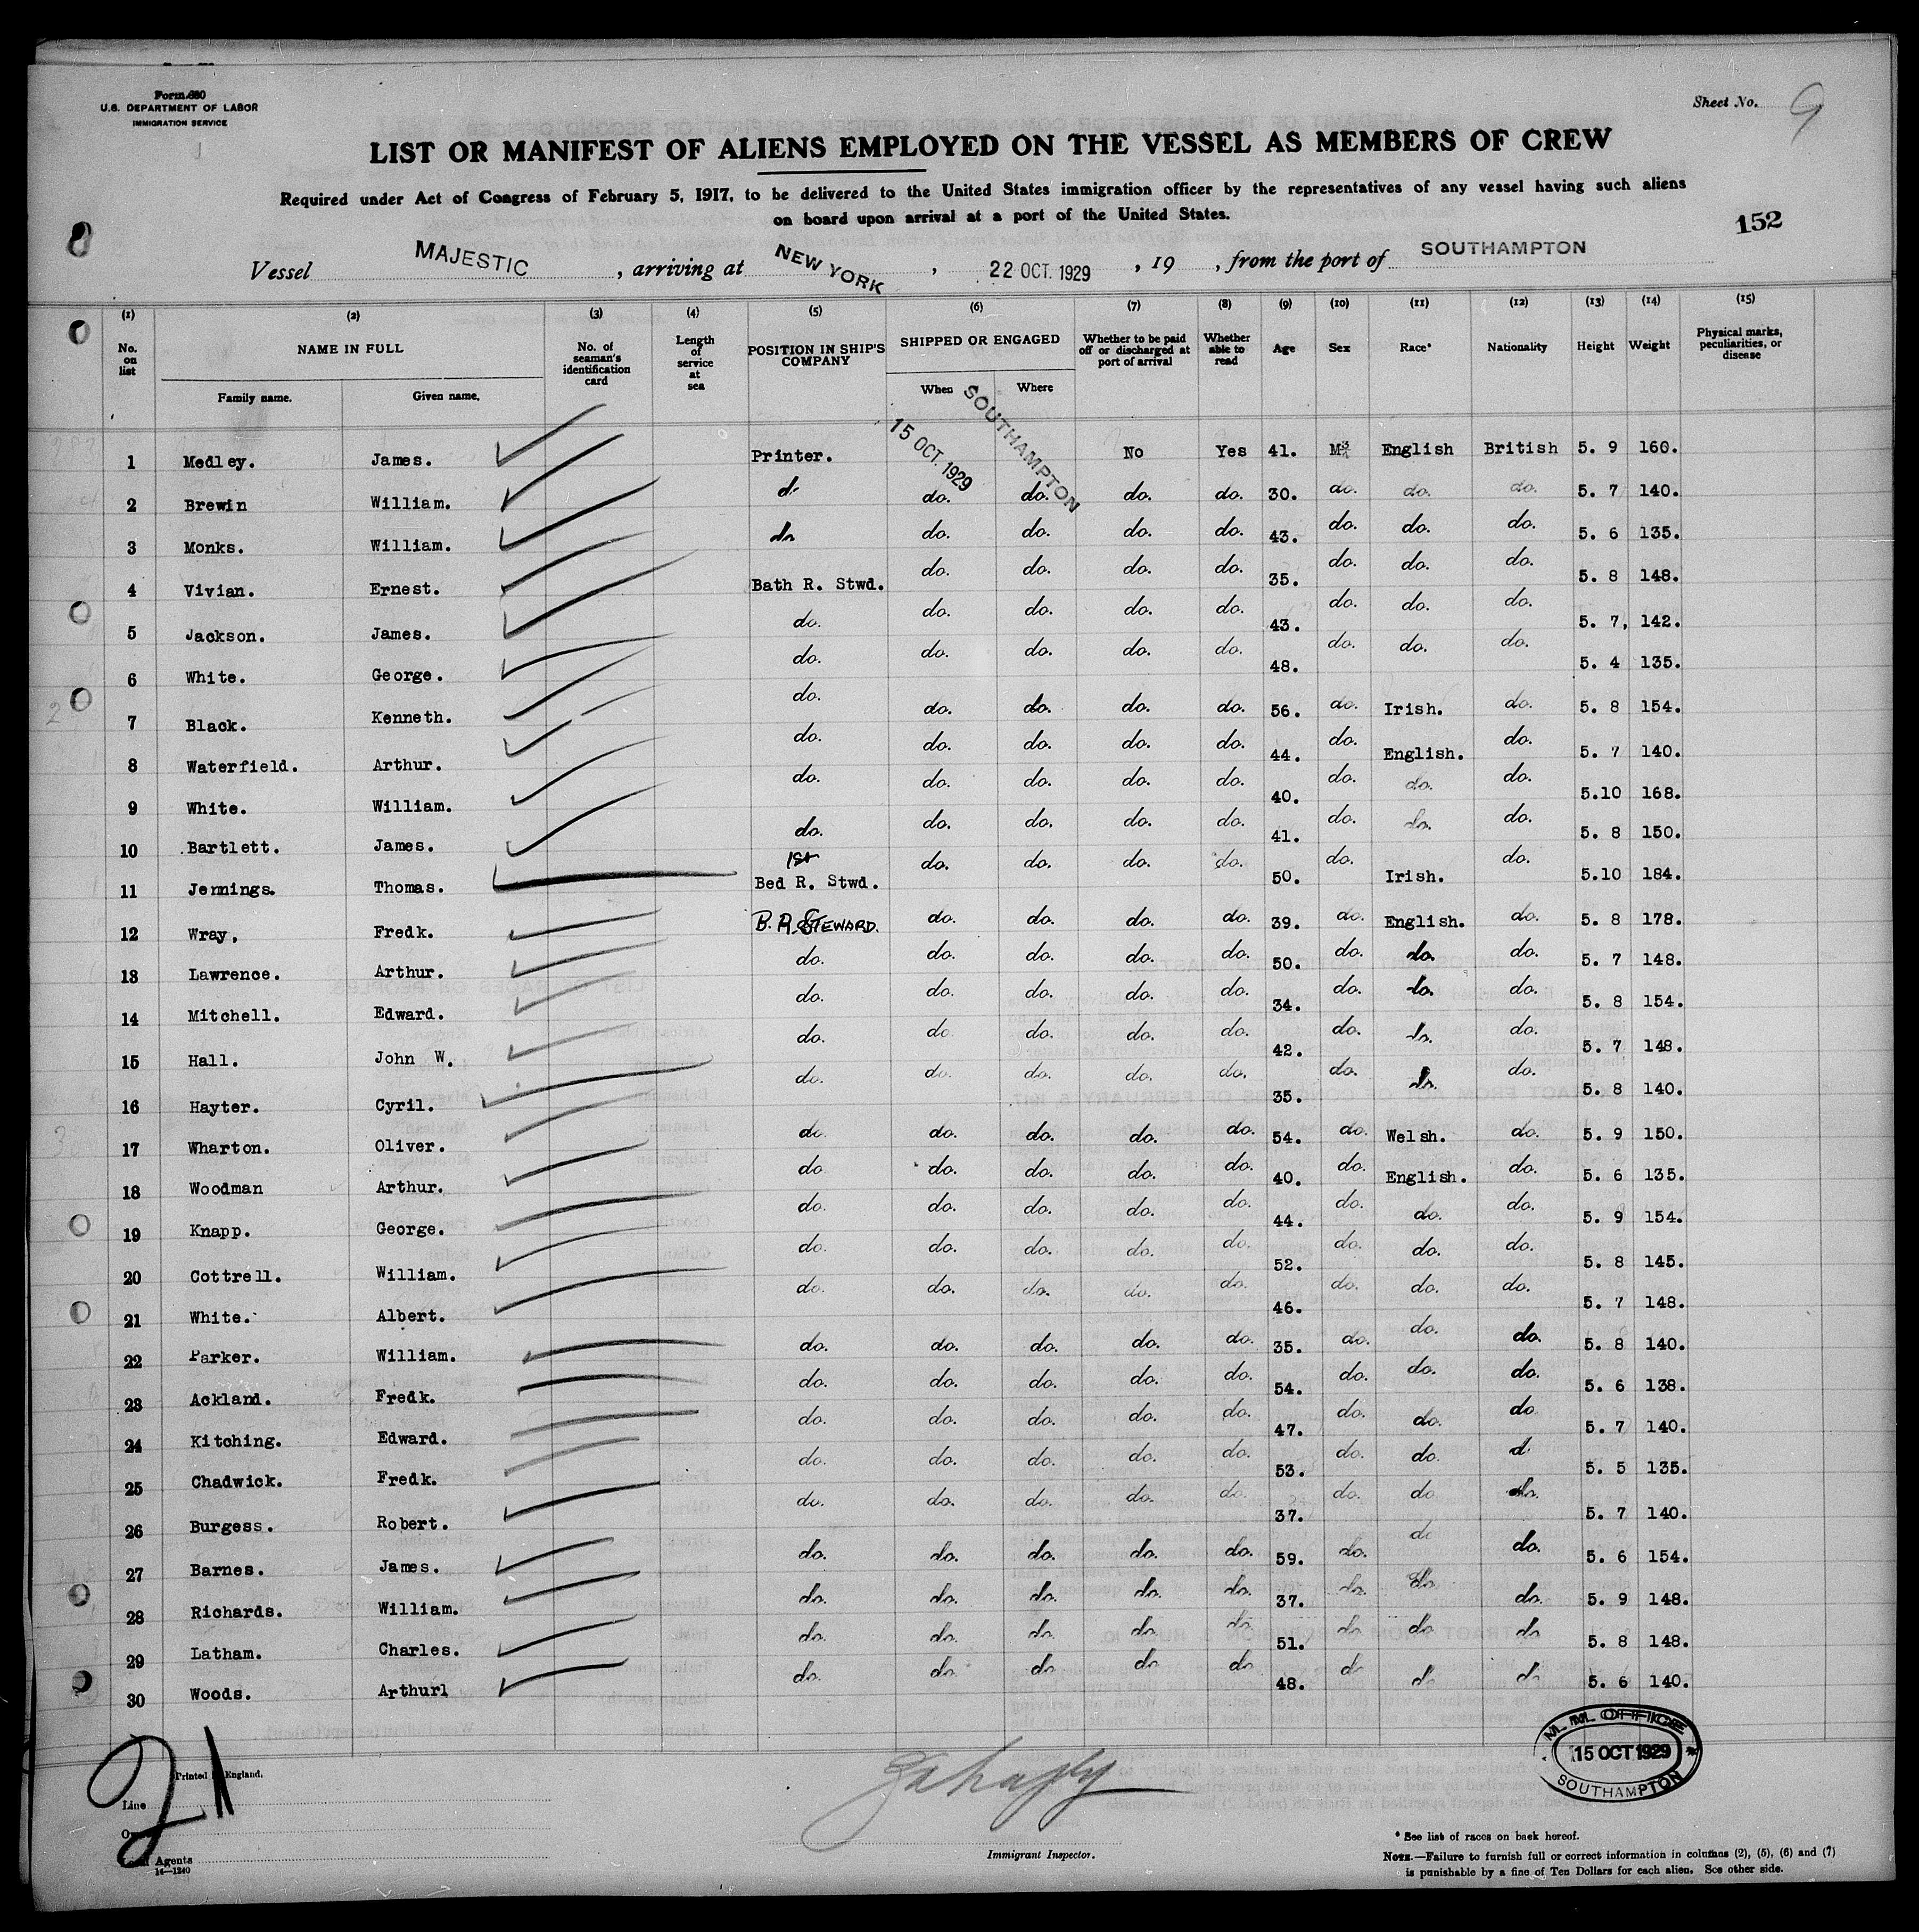 Form 680
U.S. DEPARTMENT OF LABOR
IMMIGRATION SERVICE
Sheet No. 9
LIST OR MANIFEST OF ALIENS EMPLOYED ON THE VESSEL AS MEMBERS OF CREW
Required under Act of Congress of February 5, 1917, to be delivered to the United States immigration officer by the representatives of any vessel having such aliens
on board upon arrival at a port of the United States.
152
Vessel MAJESTIC, arriving at NEW YORK, 22 OCT. 1929, 19 , from the port of SOUTHAMPTON
(1) (2) (3) (4) (5) (6) (7) (8) (9) (10) (11) (12) (13) (14) (15)
No. on list NAME IN FULL Family name. Given name. No. of seaman's identification card Length of service at sea POSITION IN SHIP'S COMPANY SHIPPED OR ENGAGED When Where Whether to be paid off or discharged at port of arrival Whether able to read Age Sex Race* Nationality Height Weight Physical marks, peculiarities, or disease
1 Medley. James. Printer. 15 OCT. 1929 SOUTHAMPTON No Yes 41. M English British 5. 9 160.
2 Brewin William. do do. do. do. do. 30. do. do. do. 5. 7 140.
3 Monks. William. do do. do. do. do. 43. do. do. do. 5. 6 135.
4 Vivian. Ernest. Bath R. Stwd. do. do. do. do. 35. do. do. do. 5. 8 148.
5 Jackson. James. do. do. do. do. do. 43. do. do. do. 5. 7, 142.
6 White. George. do. do. do. do. do. 48. do. do. do. 5. 4 135.
7 Black. Kenneth. do. do. do. do. do. 56. do. Irish. do. 5. 8 154.
8 Waterfield. Arthur. do. do. do. do. do. 44. do. English. do. 5. 7 140.
9 White. William. do. do. do. do. do. 40. do. do. do. 5.10 168.
10 Bartlett. James. do. do. do. do. do. 41. do. do. do. 5. 8 150.
11 Jennings. Thomas. 1st Bed R. Stwd. do. do. do. do. 50. do. Irish. do. 5.10 184.
12 Wray, Fredk. B. R. STEWARD. do. do. do. do. 39. do. English. do. 5. 8 178.
13 Lawrence. Arthur. do. do. do. do. do. 50. do. do. do. 5. 7 148.
14 Mitchell. Edward. do. do. do. do. do. 34. do. do. do. 5. 8 154.
15 Hall. John W. do. do. do. do. do. 42. do. do. do. 5. 7 148.
16 Hayter. Cyril. do. do. do. do. do. 35. do. do. do. 5. 8 140.
17 Wharton. Oliver. do. do. do. do. do. 54. do. Welsh. do. 5. 9 150.
18 Woodman Arthur. do do. do. do. do. 40. do. English. do. 5. 6 135.
19 Knapp. George. do. do. do. do. do. 44. do. do. do. 5. 9 154.
20 Cottrell. William. do. do. do. do. do. 52. do. do. do. 5. 8 145.
21 White. Albert. do. do. do. do. do. 46. do. do. do. 5. 7 148.
22 Parker. William. do. do. do. do. do. 35. do. do. do. 5. 8 140.
23 Ackland. Fredk. do. do. do. do. do. 54. do. do. do. 5. 6 138.
24 Kitching. Edward. do. do. do. do. do. 47. do. do. do 5. 7 140.
25 Chadwick. Fredk. do. do. do. do. do. 53. do. do. d 5. 5 135.
26 Burgess. Robert. do. do. do. do. do. 37. do. do do. 5. 7 140.
27 Barnes. James. do. do. do. do. do. 59. do. do do. 5. 6 154.
28 Richards. William. do. do. do. do. do. 37. do. do. do. 5. 9 148.
29 Latham. Charles. do. do. do. do. do. 51. do do do 5. 8 148.
30 Woods. Arthurl do. do. do do do 48. do do do 5. 6 140.
21
Printed England.
Line
Agents
14—1240
Immigrant Inspector.
M. M. OFFICE
15 OCT 1929
SOUTHAMPTON
* See list of races on back hereof.
NOTE.—Failure to furnish full or correct information in columns (2), (5), (6) and (7)
is punishable by a fine of Ten Dollars for each alien. See other side.